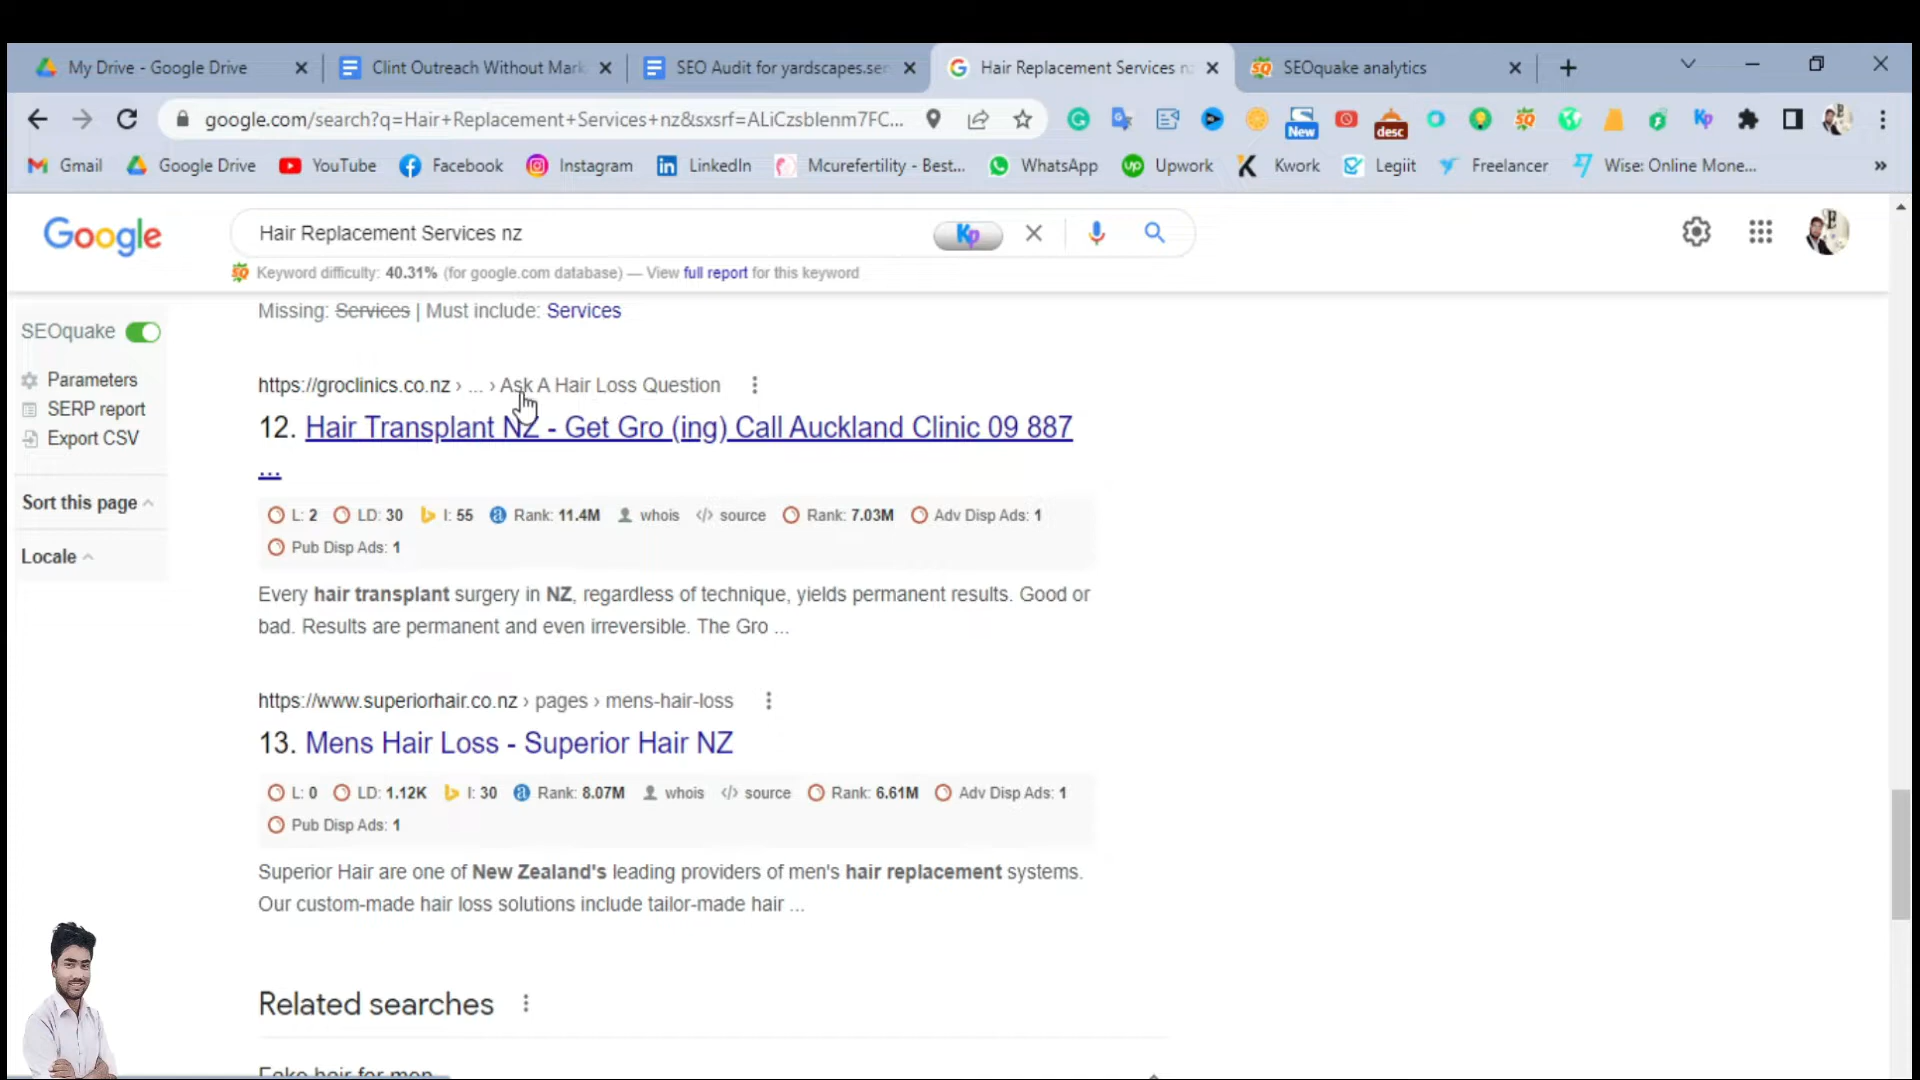 My Drive - Google Drive
Clint Outreach Without Mark
SEO Audit for yardscapes.ser
Hair Replacement Services nz
SEOquake analytics
google.com/search?q=Hair+Replacement+Services+nz&sxsrf=ALiCzsblenm7FC...
New
desc
Kp
Gmail
Google Drive
YouTube
Facebook
Instagram
LinkedIn
Mcurefertility - Best...
WhatsApp
Upwork
Kwork
Legiit
Freelancer
Wise: Online Mone...
»
Google
Hair Replacement Services nz
Kp
Keyword difficulty: 40.31% (for google.com database) — View full report for this keyword
SEOquake
Parameters
SERP report
Export CSV
Sort this page
Locale
Missing: Services | Must include: Services
https://groclinics.co.nz › ... › Ask A Hair Loss Question
12. Hair Transplant NZ - Get Gro (ing) Call Auckland Clinic 09 887
...
L: 2 LD: 30 I: 55 Rank: 11.4M whois </> source Rank: 7.03M Adv Disp Ads: 1
Pub Disp Ads: 1
Every hair transplant surgery in NZ, regardless of technique, yields permanent results. Good or
bad. Results are permanent and even irreversible. The Gro ...
https://www.superiorhair.co.nz › pages › mens-hair-loss
13. Mens Hair Loss - Superior Hair NZ
L: 0 LD: 1.12K I: 30 Rank: 8.07M whois </> source Rank: 6.61M Adv Disp Ads: 1
Pub Disp Ads: 1
Superior Hair are one of New Zealand's leading providers of men's hair replacement systems.
Our custom-made hair loss solutions include tailor-made hair ...
Related searches
Fake hair for men